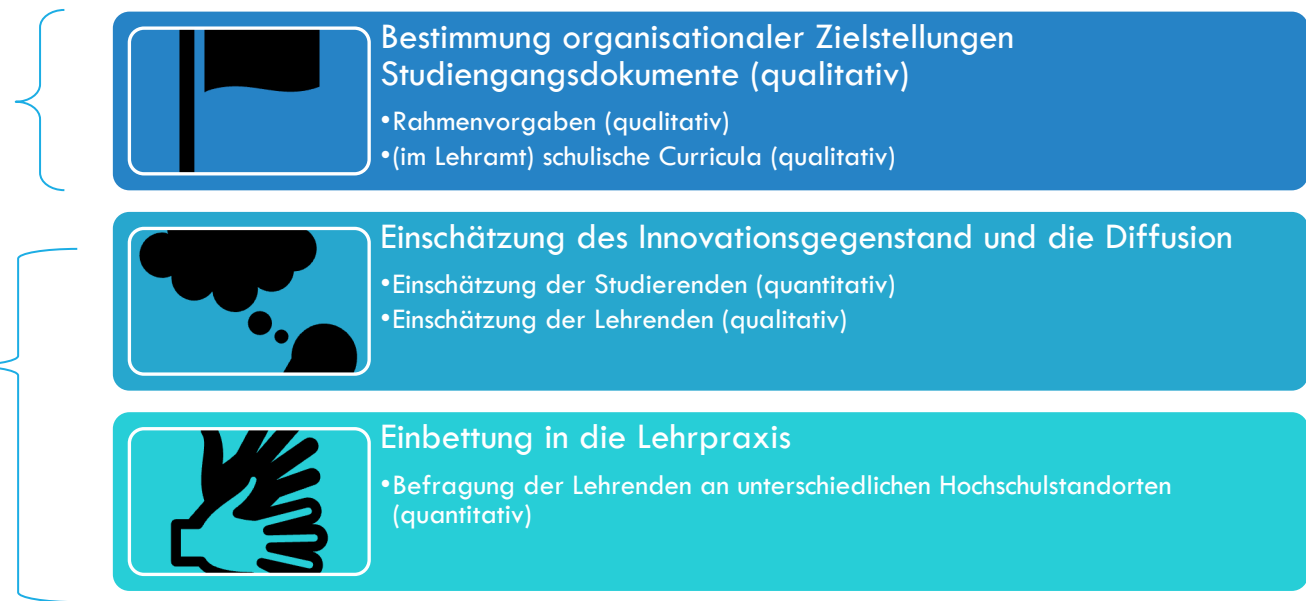 Bestimmung organisationaler Zielstellungen
Studiengangsdokumente (qualitativ)
•Rahmenvorgaben (qualitativ)
•(im Lehramt) schulische Curricula (qualitativ)
Einschätzung des Innovationsgegenstand und die Diffusion
•Einschätzung der Studierenden (quantitativ)
•Einschätzung der Lehrenden (qualitativ)
Einbettung in die Lehrpraxis
•Befragung der Lehrenden an unterschiedlichen Hochschulstandorten
(quantitativ)